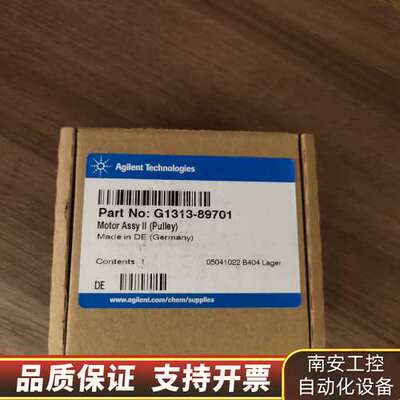 Agilent Technologies
Part No: G1313-89701
Motor Assy II (Pulley)
Made in DE (Germany)
Contents: 1
05041022 B404 Lager
DE
www.agilent.com/chem/supplies
品质保证 支持开票
南安工控
自动化设备